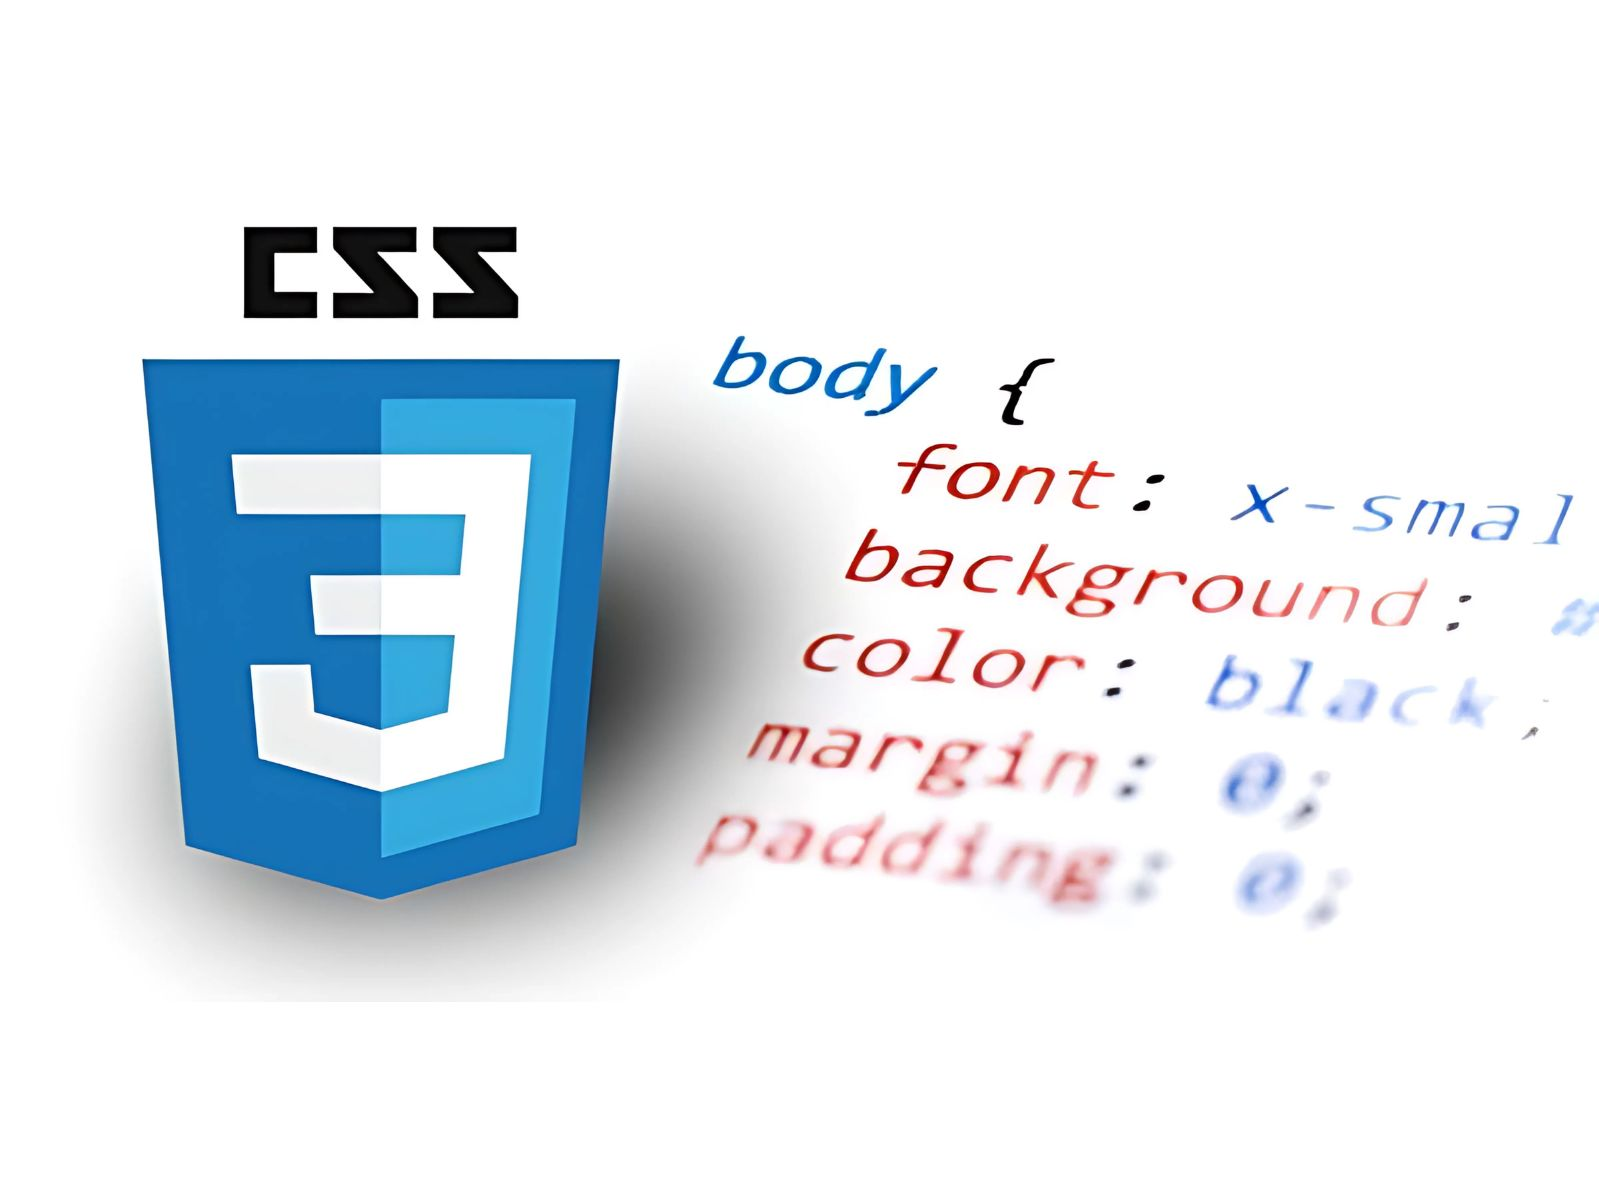 CSS
3
body {
font: x-smal
background: #
color: black;
margin: 0;
padding: 0;